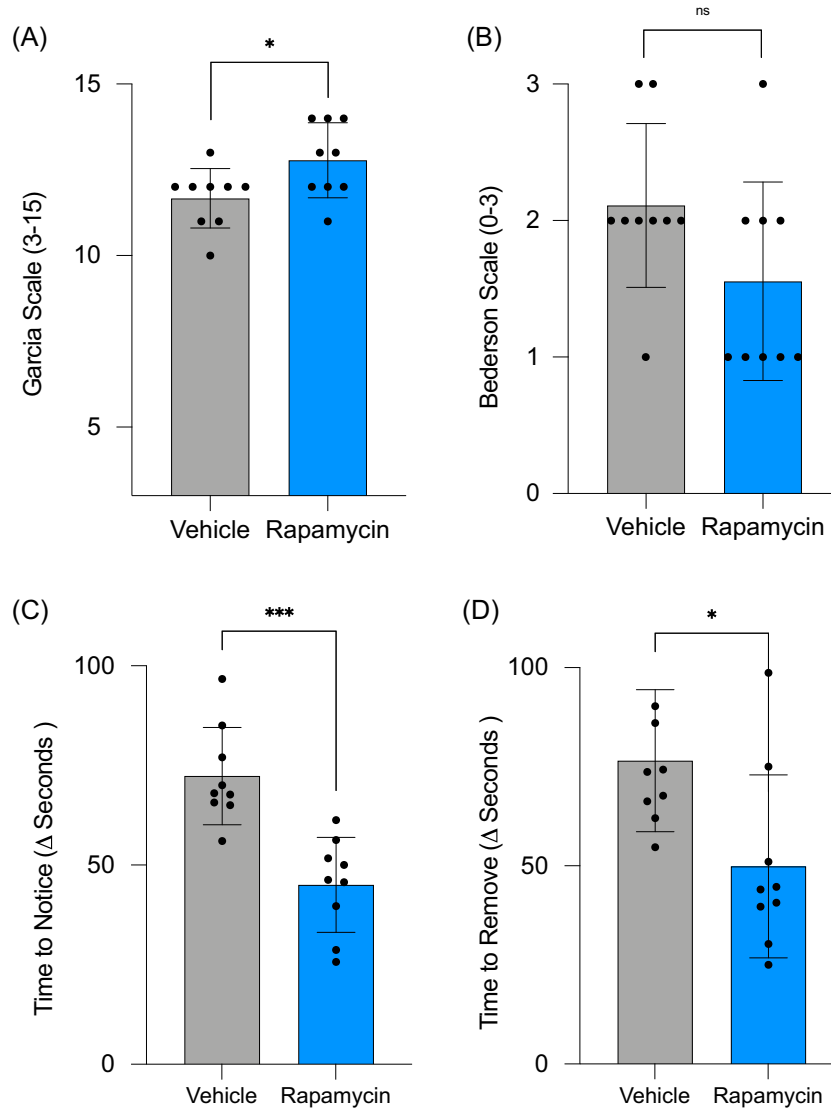 (A)
*
15
10
5
Garcia Scale (3-15)
Vehicle Rapamycin
(B)
ns
3
2
1
0
Bederson Scale (0-3)
Vehicle Rapamycin
(C)
***
100
50
0
Time to Notice (Δ Seconds )
Vehicle Rapamycin
(D)
*
100
50
0
Time to Remove (Δ Seconds )
Vehicle Rapamycin